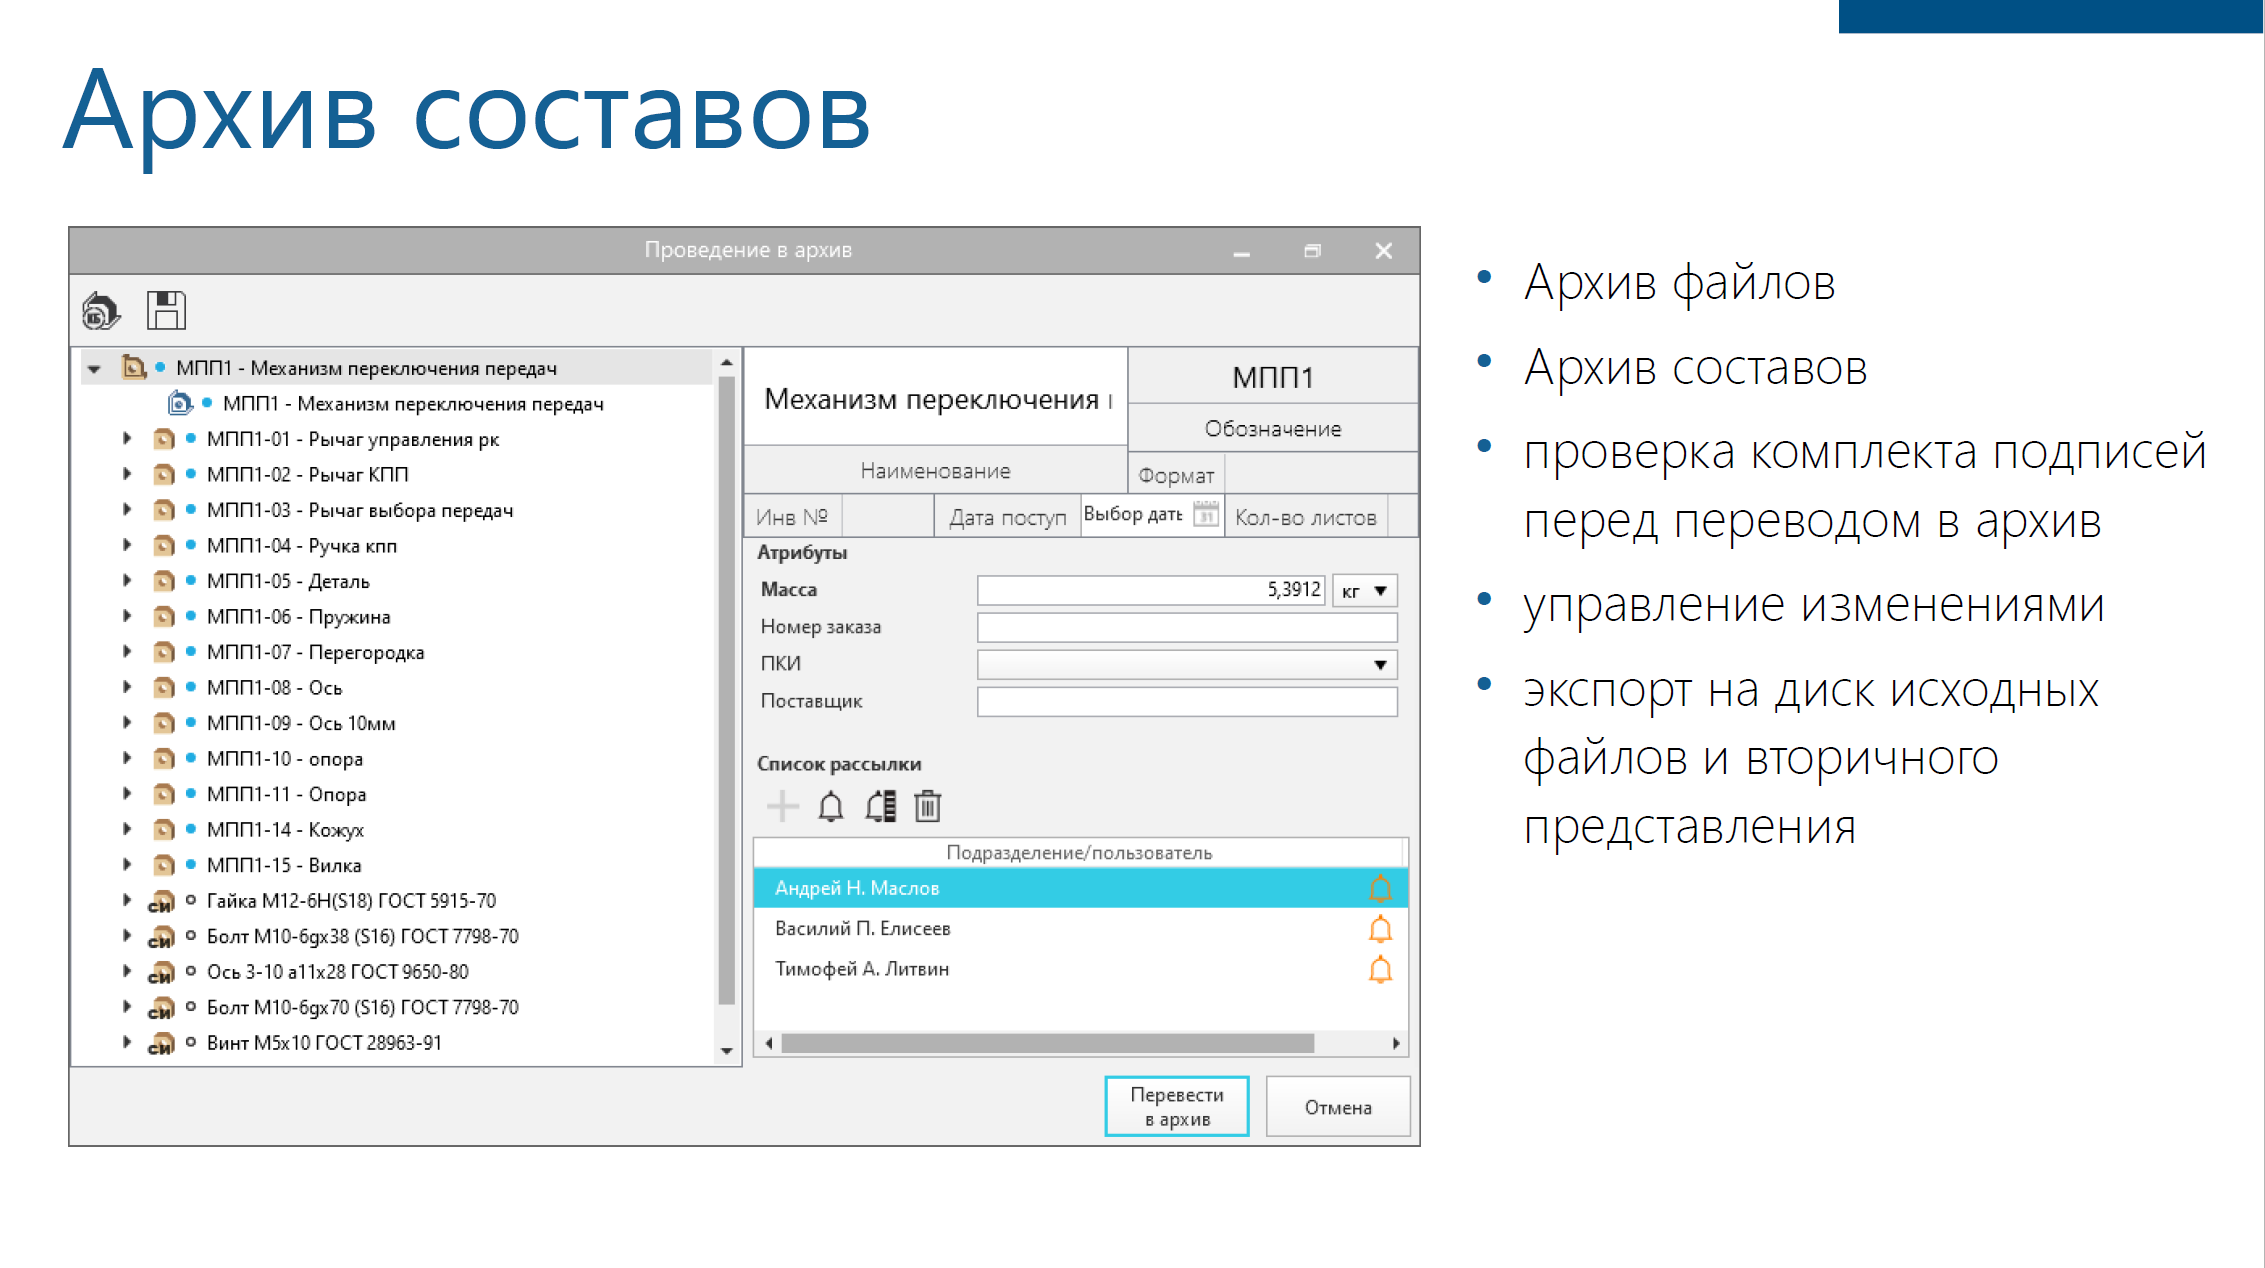 Архив составов
Проведение в архив
МПП1 - Механизм переключения передач
МПП1 - Механизм переключения передач
МПП1-01 - Рычаг управления рк
МПП1-02 - Рычаг КПП
МПП1-03 - Рычаг выбора передач
МПП1-04 - Ручка кпп
МПП1-05 - Деталь
МПП1-06 - Пружина
МПП1-07 - Перегородка
МПП1-08 - Ось
МПП1-09 - Ось 10мм
МПП1-10 - опора
МПП1-11 - Опора
МПП1-14 - Кожух
МПП1-15 - Вилка
СИ Гайка М12-6Н(S18) ГОСТ 5915-70
СИ Болт М10-6gx38 (S16) ГОСТ 7798-70
СИ Ось 3-10 а11х28 ГОСТ 9650-80
СИ Болт М10-6gx70 (S16) ГОСТ 7798-70
СИ Винт М5х10 ГОСТ 28963-91
Механизм переключения
МПП1
Обозначение
Наименование
Формат
Инв № Дата поступ Выбор дать 31 Кол-во листов
Атрибуты
Масса 5,3912 кг
Номер заказа
ПКИ
Поставщик
Список рассылки
Подразделение/пользователь
Андрей Н. Маслов
Василий П. Елисеев
Тимофей А. Литвин
Перевести
в архив
Отмена
• Архив файлов
• Архив составов
• проверка комплекта подписей
перед переводом в архив
• управление изменениями
• экспорт на диск исходных
файлов и вторичного
представления